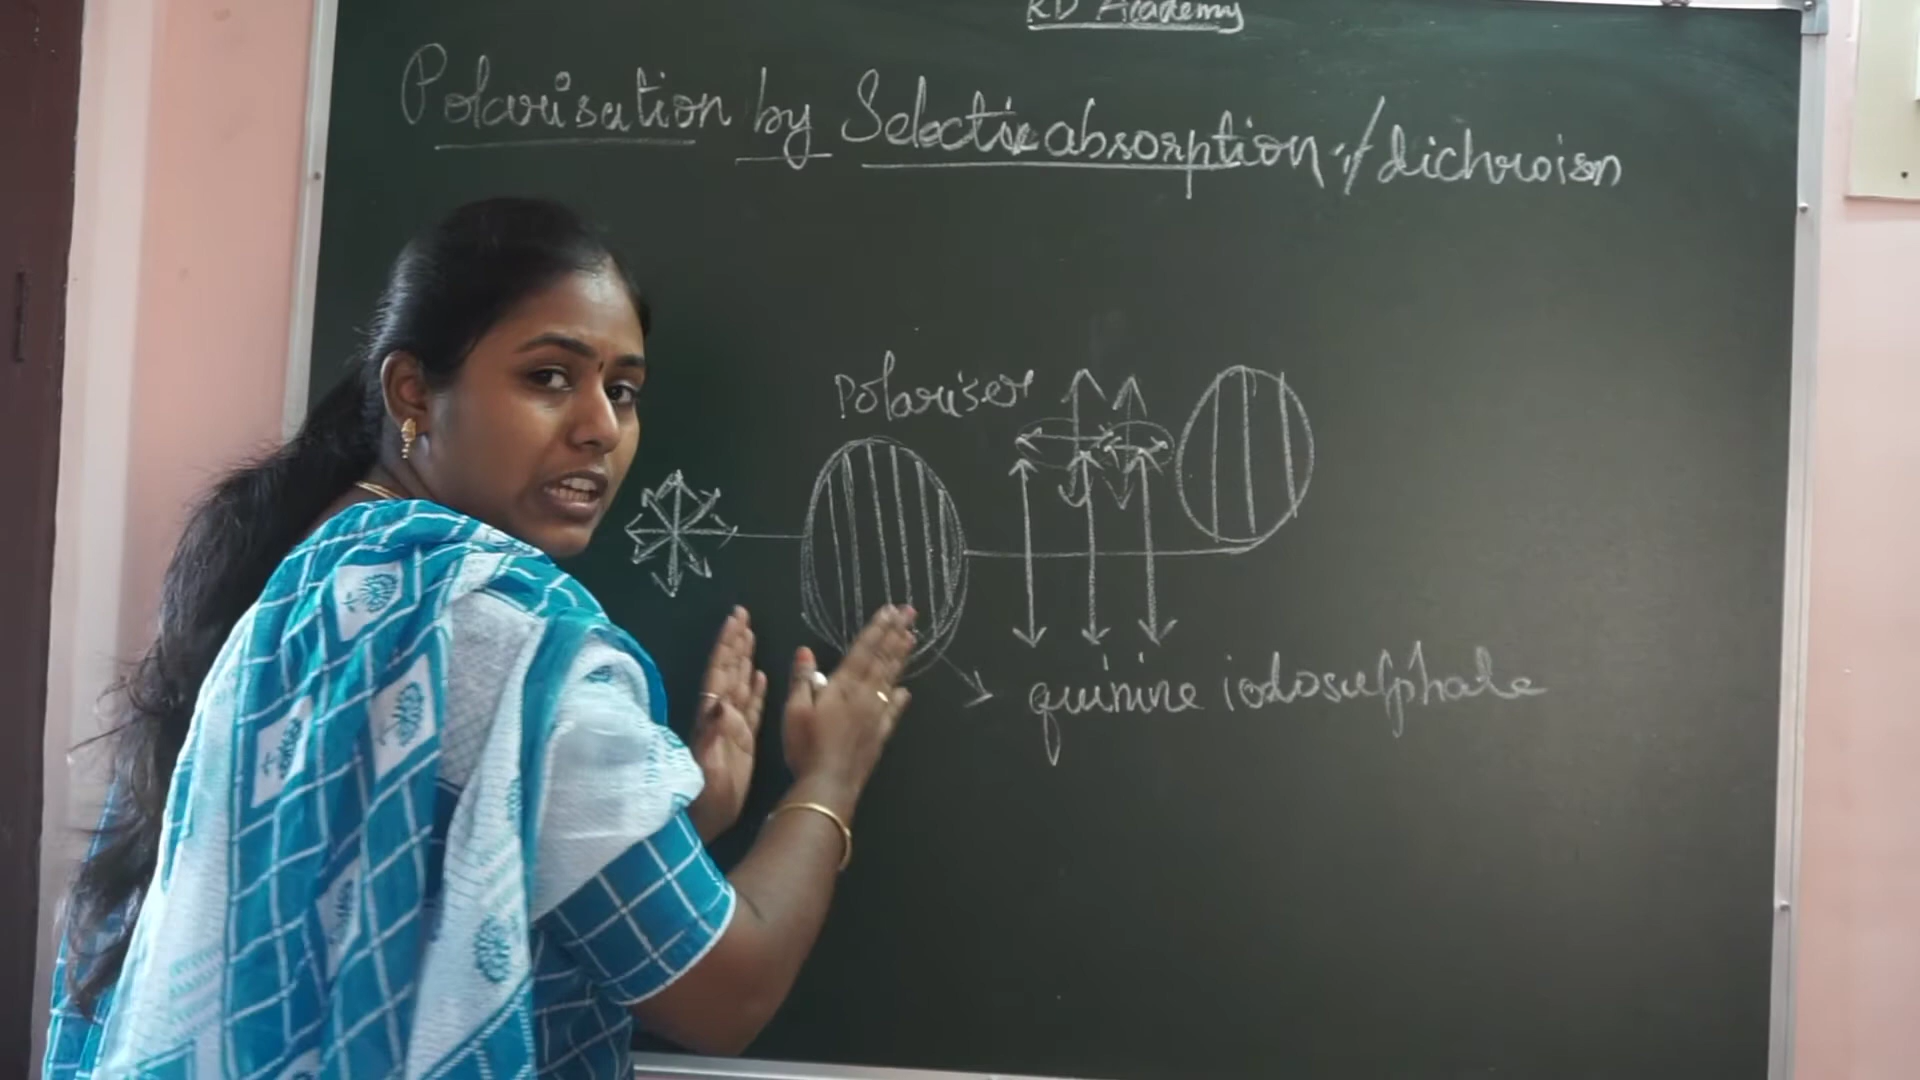 KD Academy
Polarisation by Selective absorption / dichroism
Polariser
quinine iodosulphate